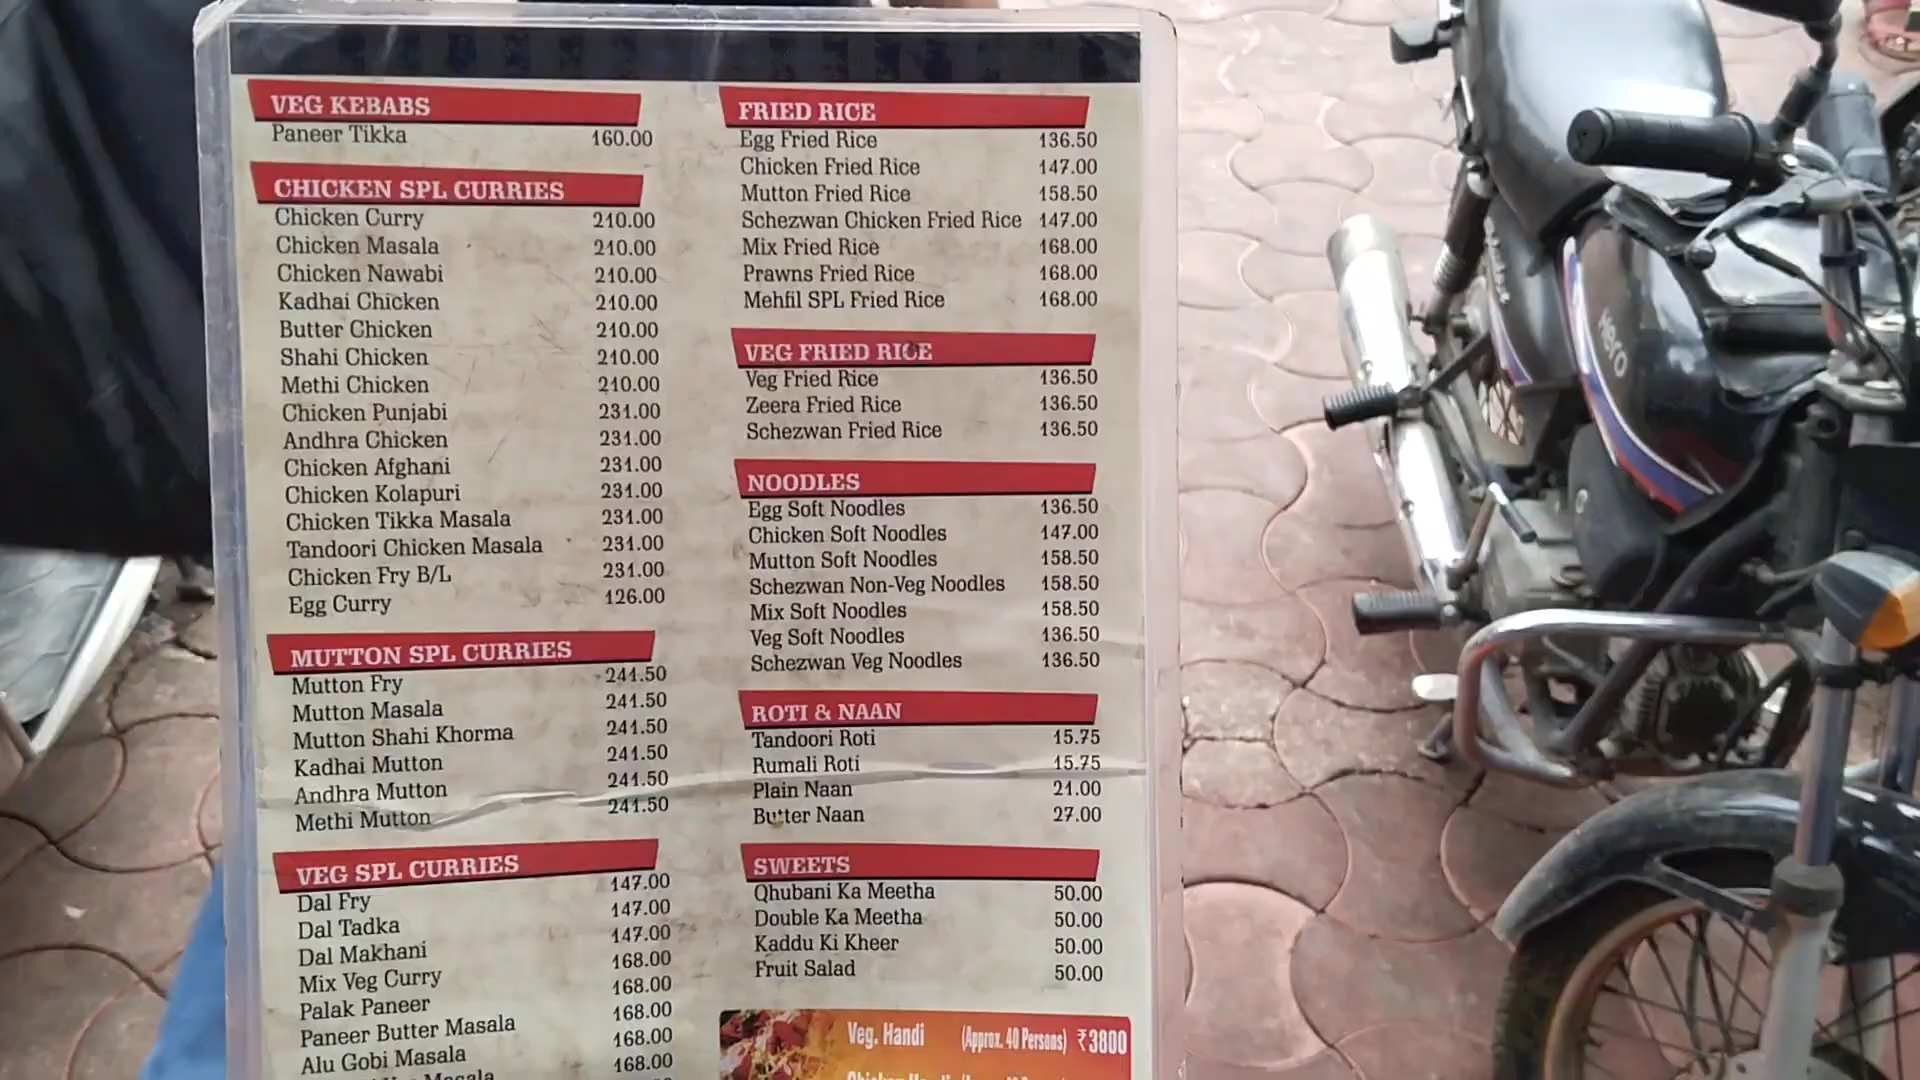 VEG KEBABS
Paneer Tikka 160.00
CHICKEN SPL CURRIES
Chicken Curry 210.00
Chicken Masala 210.00
Chicken Nawabi 210.00
Kadhai Chicken 210.00
Butter Chicken 210.00
Shahi Chicken 210.00
Methi Chicken 210.00
Chicken Punjabi 231.00
Andhra Chicken 231.00
Chicken Afghani 231.00
Chicken Kolapuri 231.00
Chicken Tikka Masala 231.00
Tandoori Chicken Masala 231.00
Chicken Fry B/L 231.00
Egg Curry 126.00
MUTTON SPL CURRIES
Mutton Fry 241.50
Mutton Masala 241.50
Mutton Shahi Khorma 241.50
Kadhai Mutton 241.50
Andhra Mutton 241.50
Methi Mutton 241.50
VEG SPL CURRIES
Dal Fry 147.00
Dal Tadka 147.00
Dal Makhani 147.00
Mix Veg Curry 168.00
Palak Paneer 168.00
Paneer Butter Masala 168.00
Alu Gobi Masala 168.00
Masala 168.00
FRIED RICE
Egg Fried Rice 136.50
Chicken Fried Rice 147.00
Mutton Fried Rice 158.50
Schezwan Chicken Fried Rice 147.00
Mix Fried Rice 168.00
Prawns Fried Rice 168.00
Mehfil SPL Fried Rice 168.00
VEG FRIED RICE
Veg Fried Rice 136.50
Zeera Fried Rice 136.50
Schezwan Fried Rice 136.50
NOODLES
Egg Soft Noodles 136.50
Chicken Soft Noodles 147.00
Mutton Soft Noodles 158.50
Schezwan Non-Veg Noodles 158.50
Mix Soft Noodles 158.50
Veg Soft Noodles 136.50
Schezwan Veg Noodles 136.50
ROTI & NAAN
Tandoori Roti 15.75
Rumali Roti 15.75
Plain Naan 21.00
Butter Naan 27.00
SWEETS
Qhubani Ka Meetha 50.00
Double Ka Meetha 50.00
Kaddu Ki Kheer 50.00
Fruit Salad 50.00
Veg. Handi (Approx. 40 Persons) ₹3800
Hero